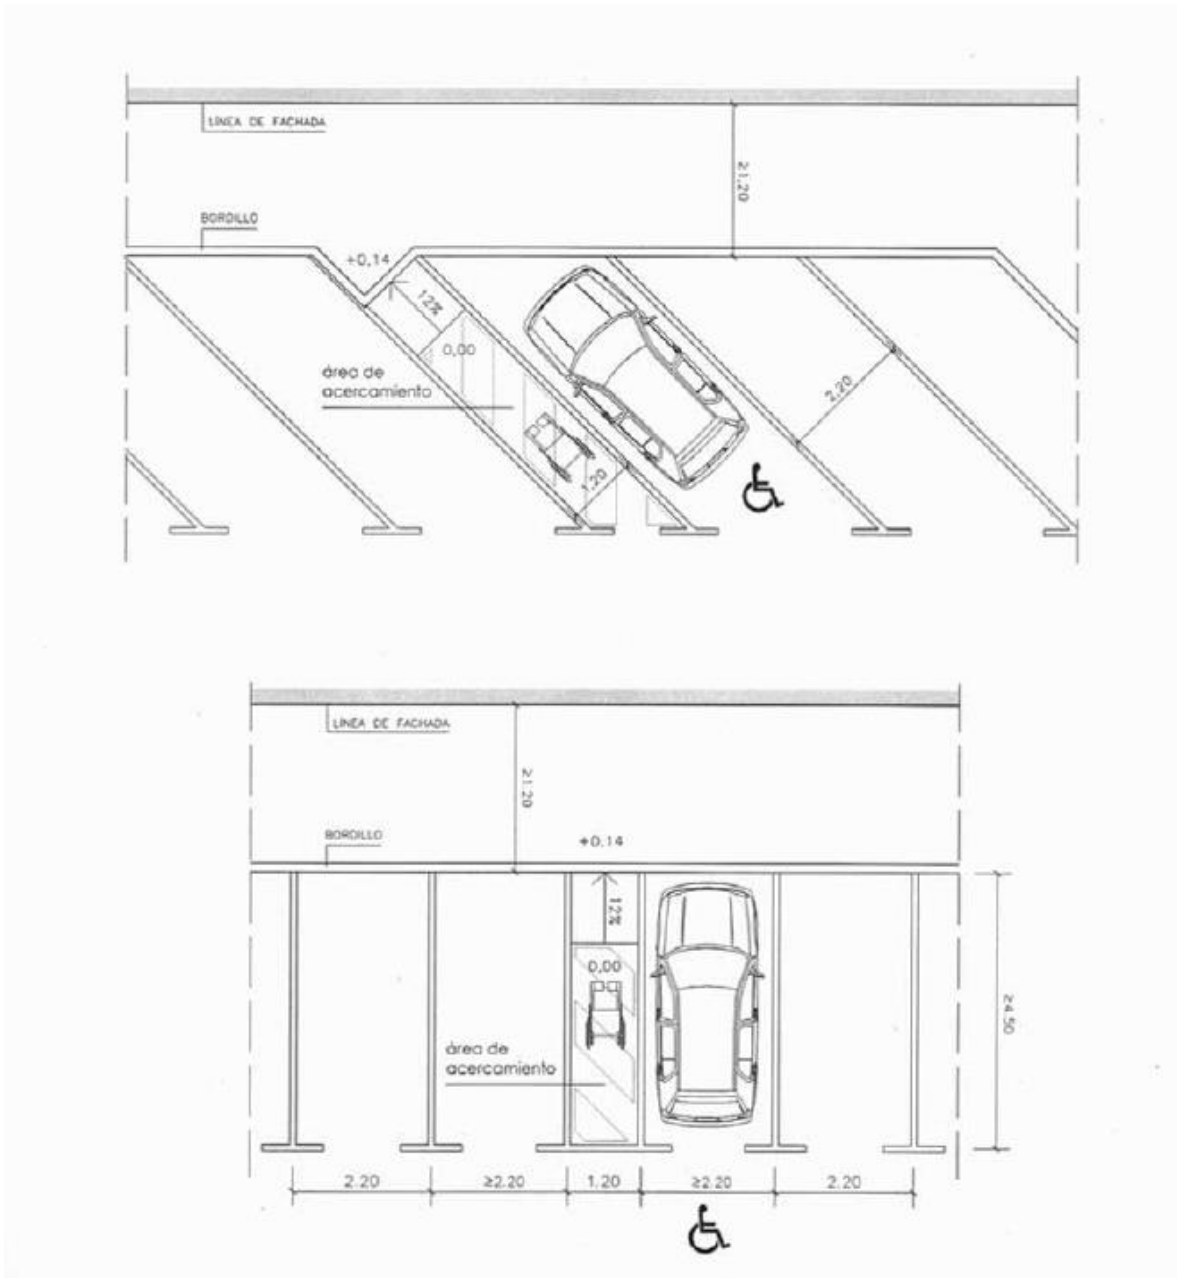 LÍNEA DE FACHADA
≥1.20
BORDILLO
+0,14
12%
0,00
área de
acercamiento
1.20
2.20
LÍNEA DE FACHADA
≥1.20
BORDILLO
+0.14
12%
0,00
área de
acercamiento
≥4.50
2.20
≥2.20
1.20
≥2.20
2.20